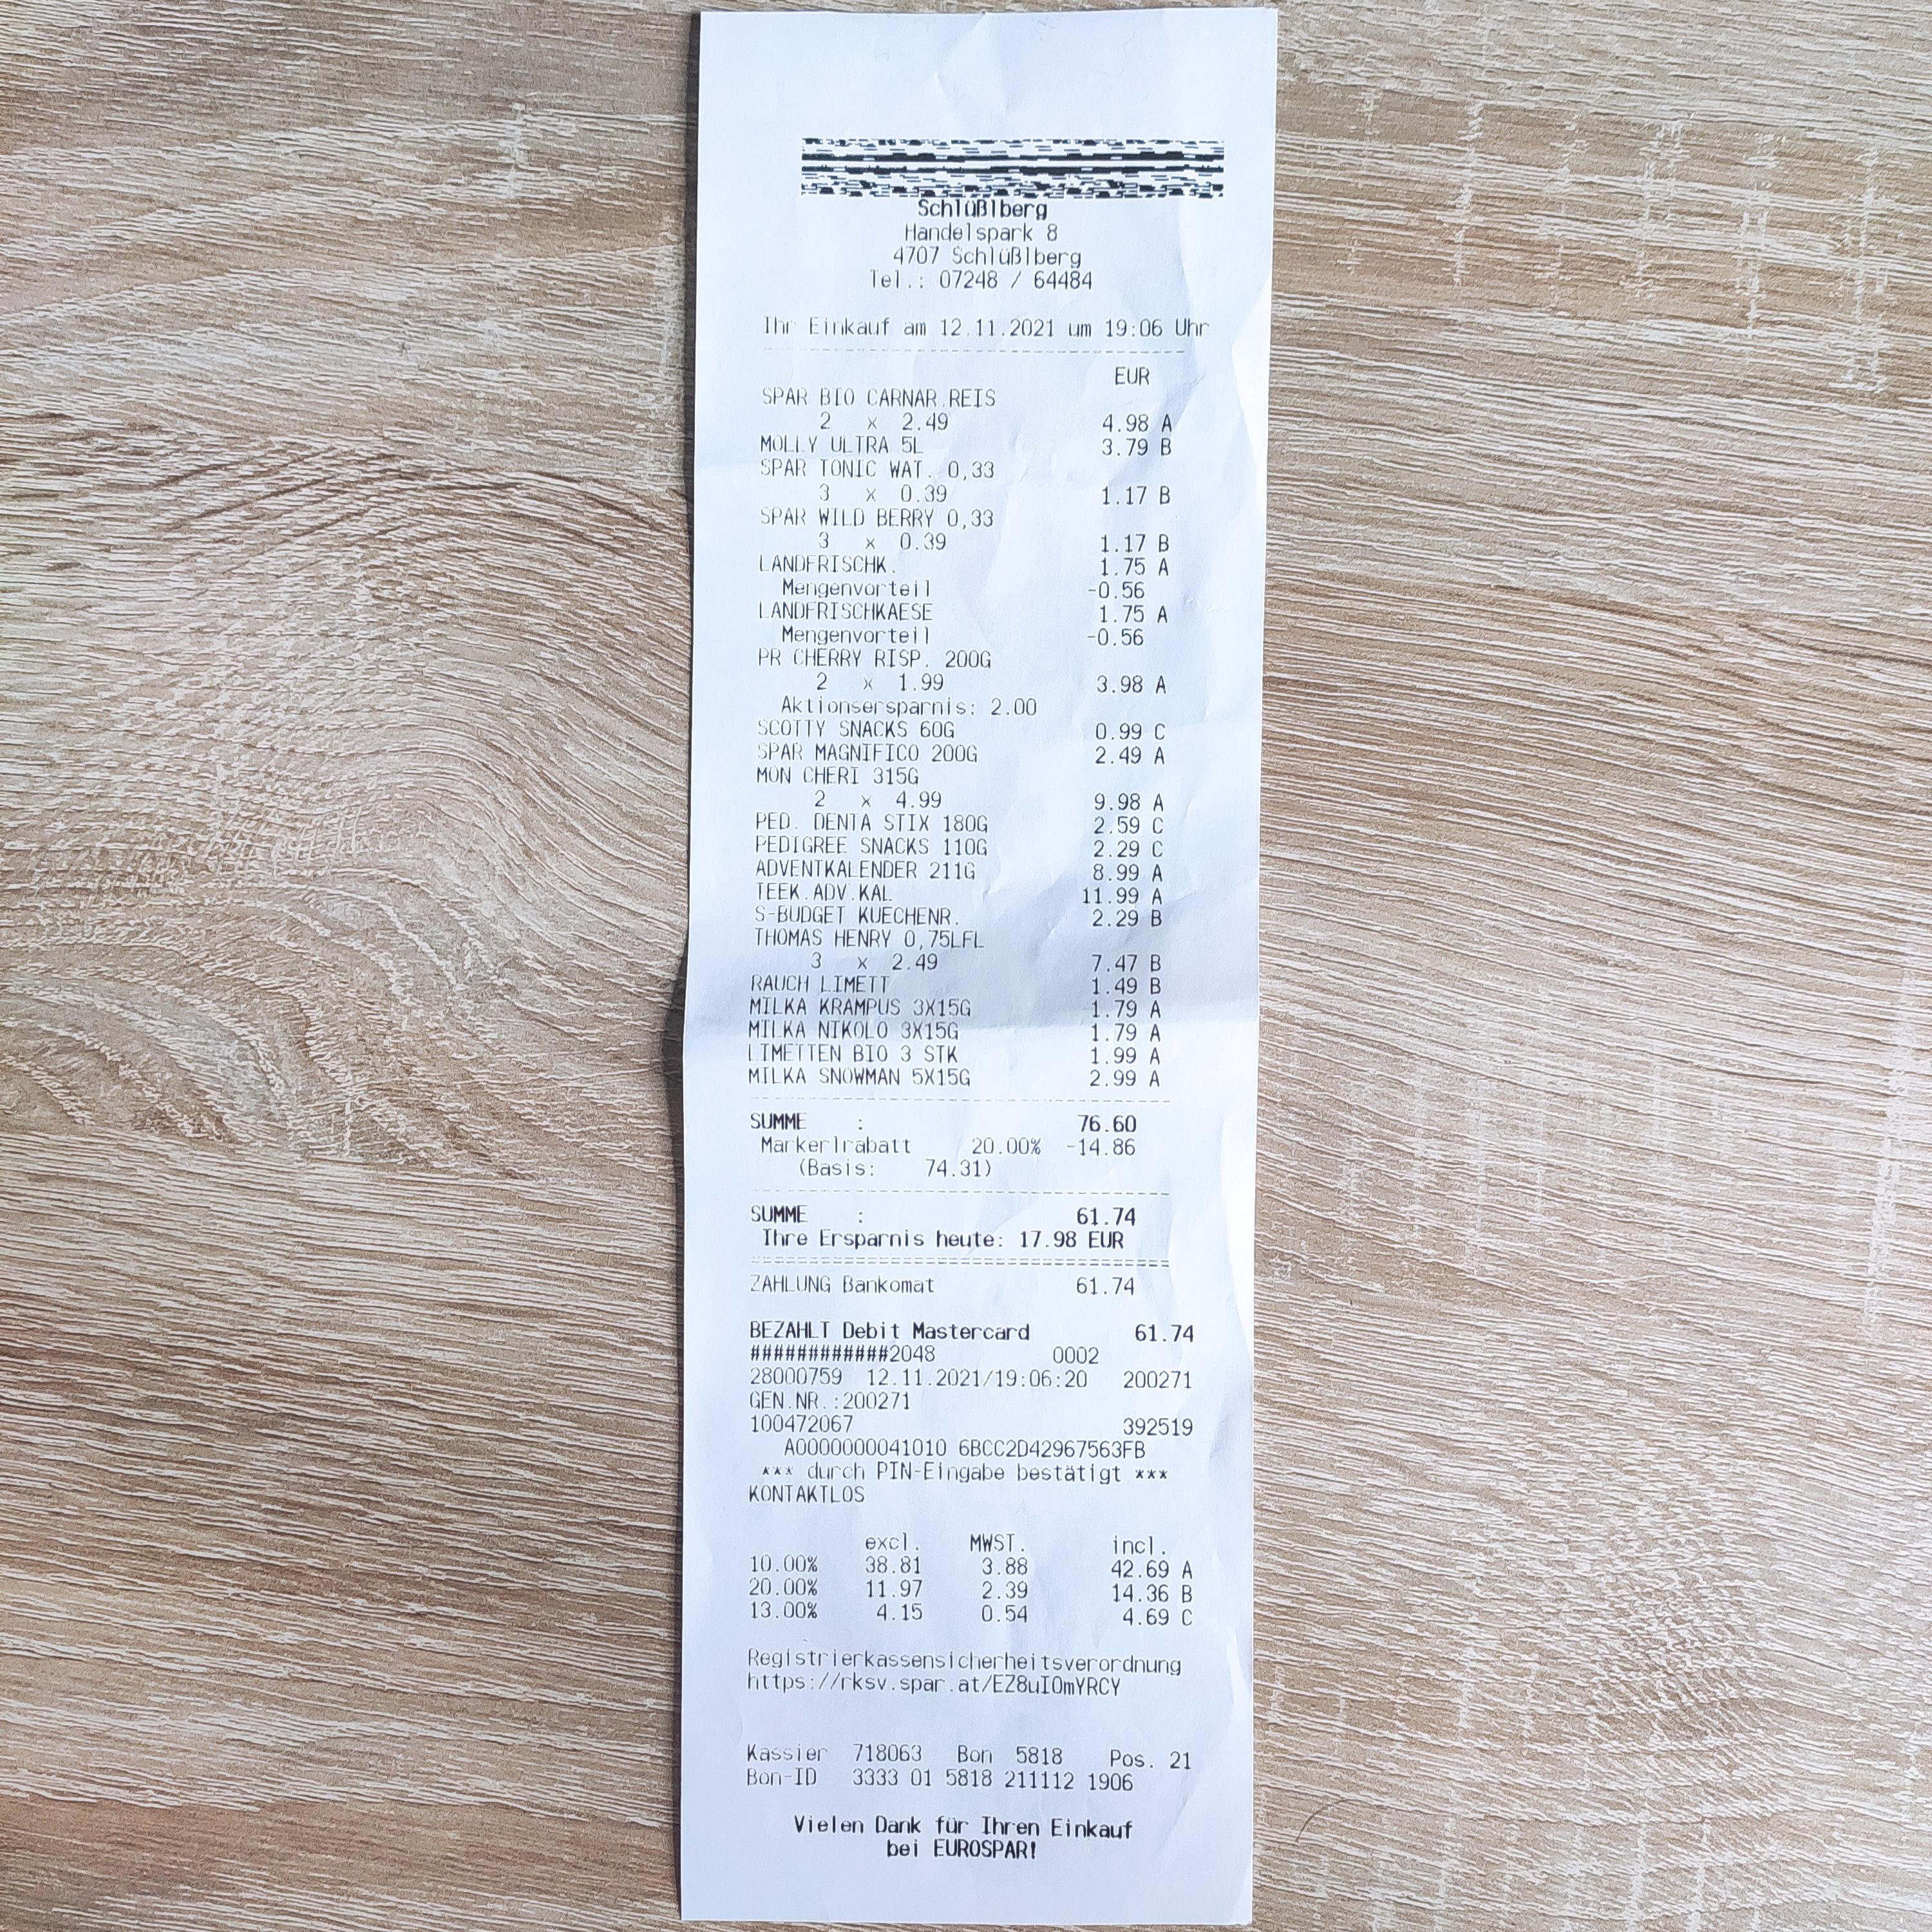 Schlüßlberg
Handelspark 8
4707 Schlüßlberg
Tel.: 07248 / 64484
Ihr Einkauf am 12.11.2021 um 19:06 Uhr
EUR
SPAR BIO CARNAR.REIS
2 x 2.49 4.98 A
MOLLY ULTRA 5L 3.79 B
SPAR TONIC WAT. 0,33
3 x 0.39 1.17 B
SPAR WILD BERRY 0,33
3 x 0.39 1.17 B
LANDFRISCHK. 1.75 A
Mengenvorteil -0.56
LANDFRISCHKAESE 1.75 A
Mengenvorteil -0.56
PR CHERRY RISP. 200G
2 x 1.99 3.98 A
Aktionsersparnis: 2.00
SCOTTY SNACKS 60G 0.99 C
SPAR MAGNIFICO 200G 2.49 A
MON CHERI 315G
2 x 4.99 9.98 A
PED. DENTA STIX 180G 2.59 C
PEDIGREE SNACKS 110G 2.29 C
ADVENTKALENDER 211G 8.99 A
TEEK.ADV.KAL. 11.99 A
S-BUDGET KUECHENR. 2.29 B
THOMAS HENRY 0,75LFL
3 x 2.49 7.47 B
RAUCH LIMETT 1.49 B
MILKA KRAMPUS 3X15G 1.79 A
MILKA NIKOLO 3X15G 1.79 A
LIMETTEN BIO 3 STK 1.99 A
MILKA SNOWMAN 5X15G 2.99 A
SUMME : 76.60
Markerlrabatt 20.00% -14.86
(Basis: 74.31)
SUMME : 61.74
Ihre Ersparnis heute: 17.98 EUR
ZAHLUNG Bankomat 61.74
BEZAHLT Debit Mastercard 61.74
############2048 0002
28000759 12.11.2021/19:06:20 200271
GEN.NR.:200271
100472067 392519
A0000000041010 6BCC2D42967563FB
*** durch PIN-Eingabe bestätigt ***
KONTAKTLOS
excl. MWST. incl.
10.00% 38.81 3.88 42.69 A
20.00% 11.97 2.39 14.36 B
13.00% 4.15 0.54 4.69 C
Registrierkassensicherheitsverordnung
https://rksv.spar.at/EZ8uIOmYRCY
Kassier 718063 Bon 5818 Pos. 21
Bon-ID 3333 01 5818 211112 1906
Vielen Dank für Ihren Einkauf
bei EUROSPAR!